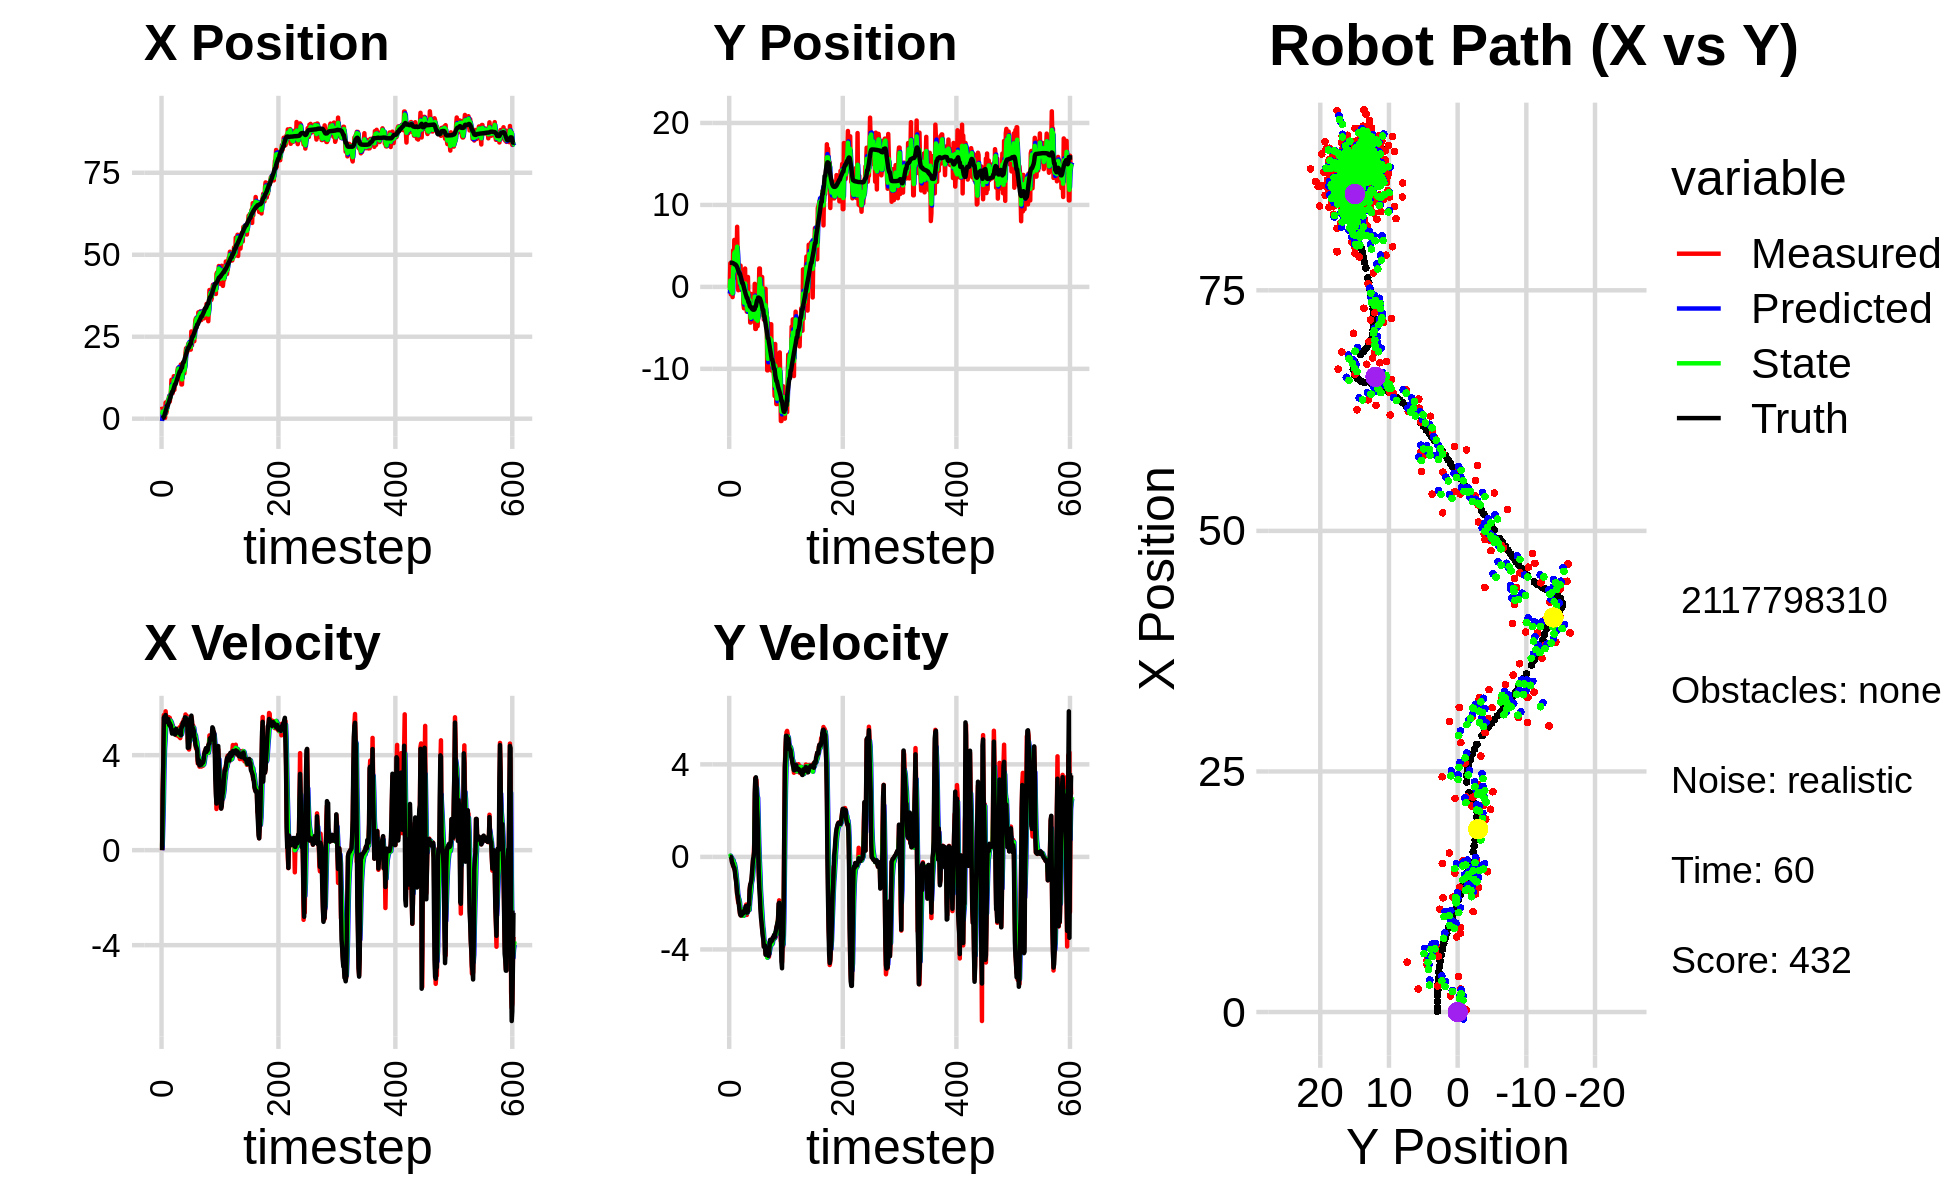 X Position
75
50
25
0
0
200
400
600
timestep
Y Position
20
10
0
-10
0
200
400
600
timestep
X Velocity
4
0
-4
0
200
400
600
timestep
Y Velocity
4
0
-4
0
200
400
600
timestep
Robot Path (X vs Y)
X Position
75
50
25
0
20 10 0 -10 -20
Y Position
variable
Measured
Predicted
State
Truth
2117798310
Obstacles: none
Noise: realistic
Time: 60
Score: 432